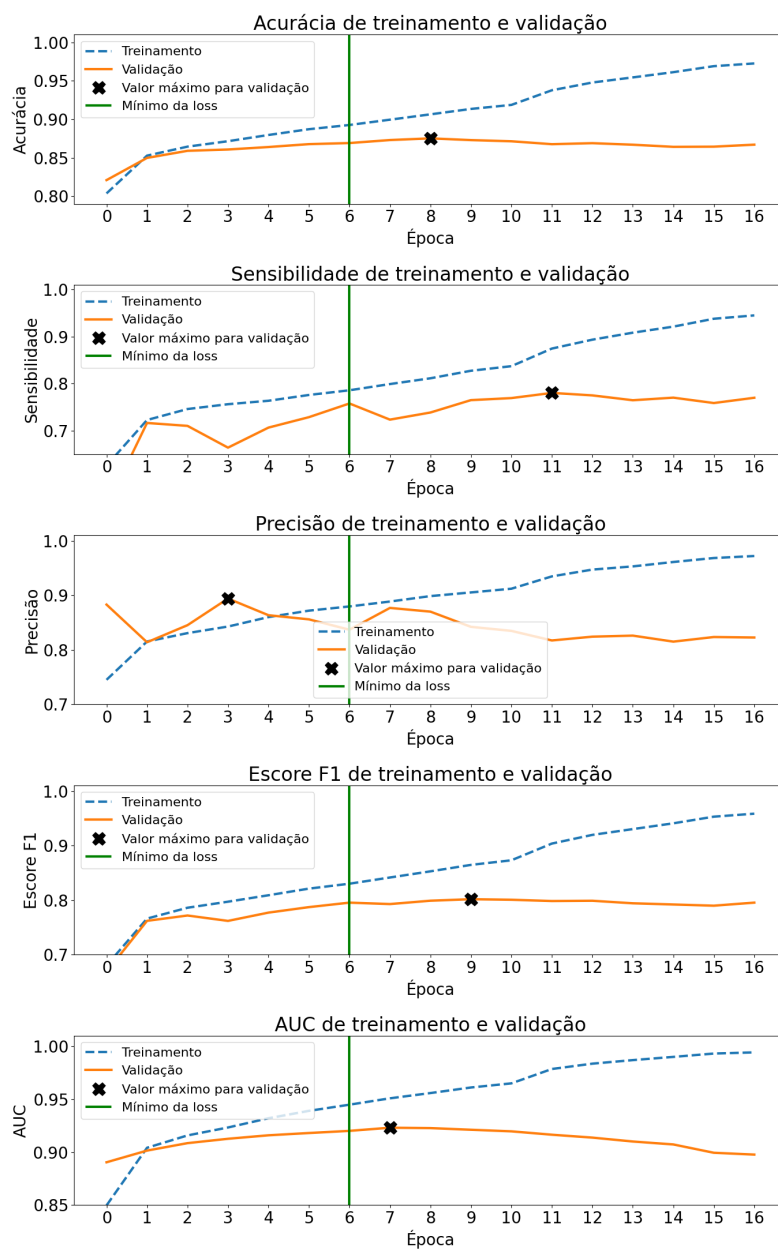 Acurácia de treinamento e validação
1.00
0.95
0.90
0.85
0.80
Acurácia
Treinamento
Validação
Valor máximo para validação
Mínimo da loss
0 1 2 3 4 5 6 7 8 9 10 11 12 13 14 15 16
Época
Sensibilidade de treinamento e validação
1.0
0.9
0.8
0.7
Sensibilidade
Treinamento
Validação
Valor máximo para validação
Mínimo da loss
0 1 2 3 4 5 6 7 8 9 10 11 12 13 14 15 16
Época
Precisão de treinamento e validação
1.0
0.9
0.8
0.7
Precisão
Treinamento
Validação
Valor máximo para validação
Mínimo da loss
0 1 2 3 4 5 6 7 8 9 10 11 12 13 14 15 16
Época
Escore F1 de treinamento e validação
1.0
0.9
0.8
0.7
Escore F1
Treinamento
Validação
Valor máximo para validação
Mínimo da loss
0 1 2 3 4 5 6 7 8 9 10 11 12 13 14 15 16
Época
AUC de treinamento e validação
1.00
0.95
0.90
0.85
AUC
Treinamento
Validação
Valor máximo para validação
Mínimo da loss
0 1 2 3 4 5 6 7 8 9 10 11 12 13 14 15 16
Época